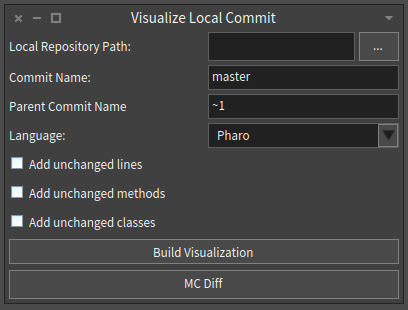 Visualize Local Commit
Local Repository Path:
...
Commit Name:
master
Parent Commit Name
~1
Language:
Pharo
Add unchanged lines
Add unchanged methods
Add unchanged classes
Build Visualization
MC Diff